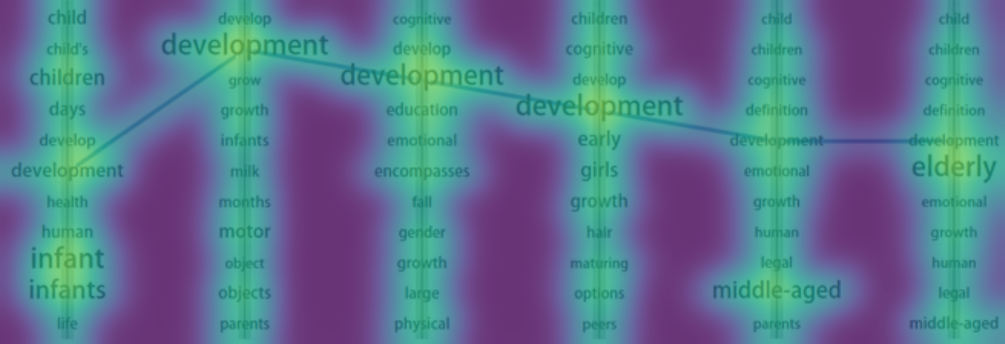 child
child's
children
days
develop
development
health
human
infant
infants
life
develop
development
grow
growth
infants
milk
months
motor
object
objects
parents
cognitive
develop
development
education
emotional
encompasses
fall
gender
growth
large
physical
children
cognitive
develop
development
early
girls
growth
hair
maturing
options
peers
child
children
cognitive
definition
development
emotional
growth
human
legal
middle-aged
parents
child
children
cognitive
definition
development
elderly
emotional
growth
human
legal
middle-aged